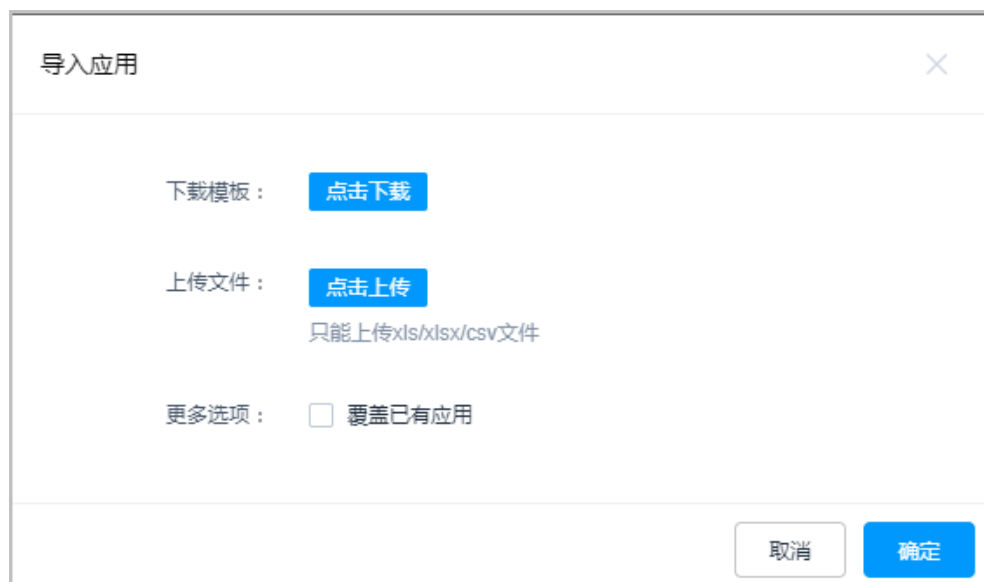 导入应用
下载模板： 点击下载
上传文件： 点击上传
只能上传xls/xlsx/csv文件
更多选项： 覆盖已有应用
取消 确定